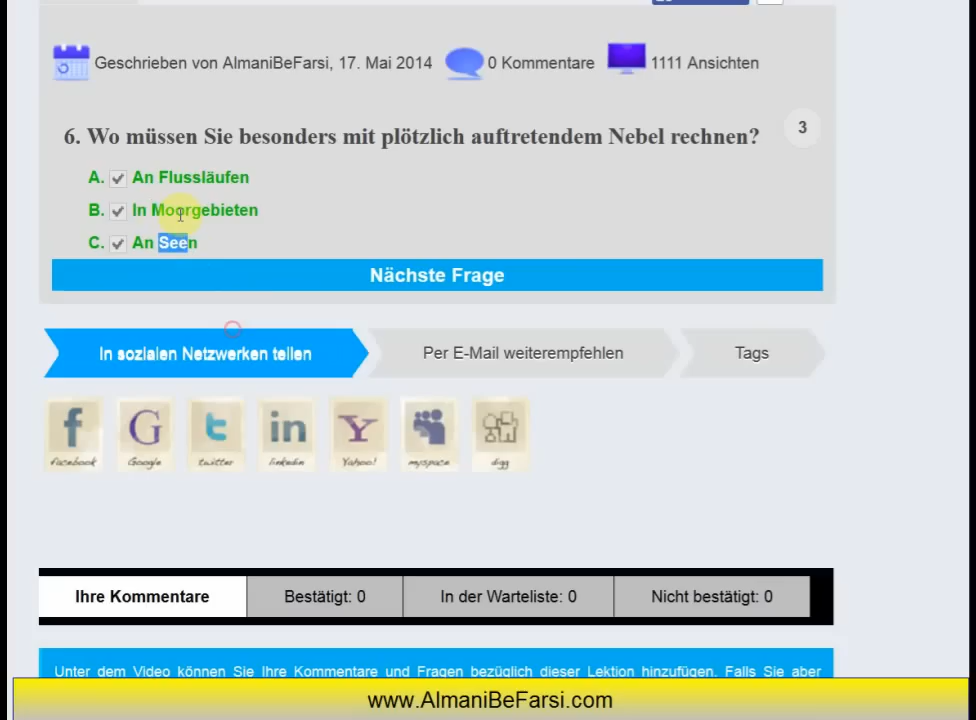 Geschrieben von AlmaniBeFarsi, 17. Mai 2014 0 Kommentare 1111 Ansichten
6. Wo müssen Sie besonders mit plötzlich auftretendem Nebel rechnen? 3
A. An Flussläufen
B. In Moorgebieten
C. An Seen
Nächste Frage
In sozialen Netzwerken teilen Per E-Mail weiterempfehlen Tags
facebook Google twitter linkedin Yahoo! myspace digg
Ihre Kommentare Bestätigt: 0 In der Warteliste: 0 Nicht bestätigt: 0
Unter dem Video können Sie Ihre Kommentare und Fragen bezüglich dieser Lektion hinzufügen. Falls Sie aber
www.AlmaniBeFarsi.com